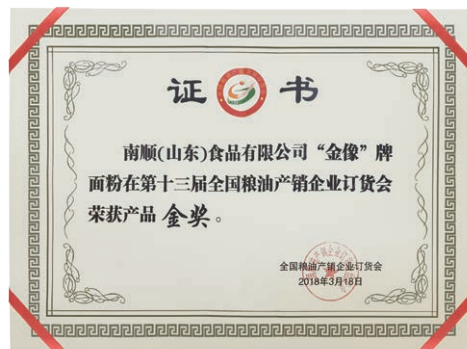 证 书
南顺(山东)食品有限公司“金像”牌
面粉在第十三届全国粮油产销企业订货会
荣获产品 金奖。
全国粮油产销企业订货会
2018年3月18日